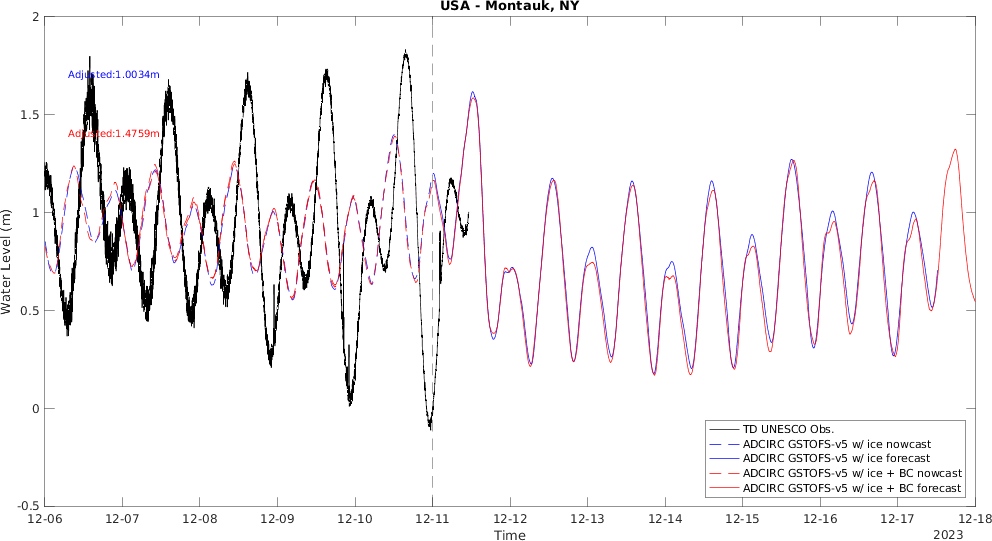 USA - Montauk, NY
2
1.5
1
0.5
0
-0.5
Water Level (m)
Adjusted:1.0034m
Adjusted:1.4759m
TD UNESCO Obs.
ADCIRC GSTOFS-v5 w/ ice nowcast
ADCIRC GSTOFS-v5 w/ ice forecast
ADCIRC GSTOFS-v5 w/ ice + BC nowcast
ADCIRC GSTOFS-v5 w/ ice + BC forecast
12-06 12-07 12-08 12-09 12-10 12-11 12-12 12-13 12-14 12-15 12-16 12-17 12-18
Time
2023